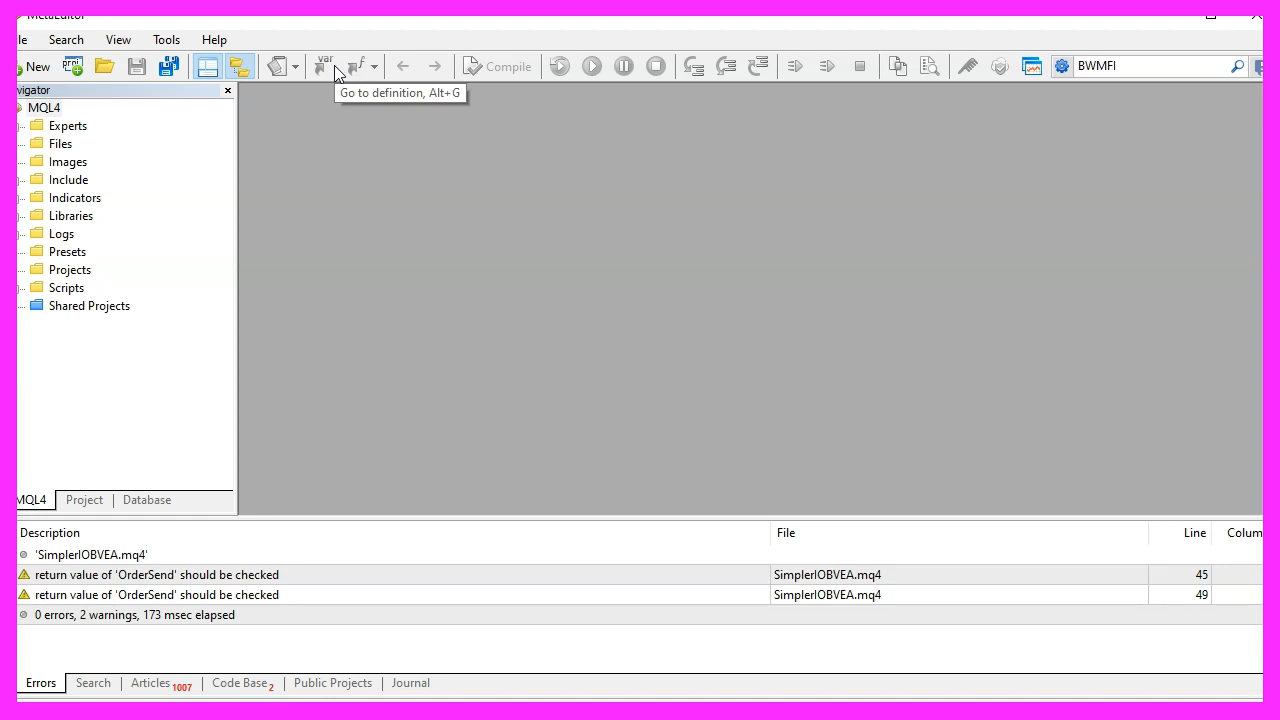 MetaEditor
le Search View Tools Help
New var f Compile BWMFI
Go to definition, Alt+G
vigator
MQL4
Experts
Files
Images
Include
Indicators
Libraries
Logs
Presets
Projects
Scripts
Shared Projects
MQL4 Project Database
Description File Line Colum
'SimplerIOBVEA.mq4'
return value of 'OrderSend' should be checked SimplerIOBVEA.mq4 45
return value of 'OrderSend' should be checked SimplerIOBVEA.mq4 49
0 errors, 2 warnings, 173 msec elapsed
Errors Search Articles 1007 Code Base 2 Public Projects Journal